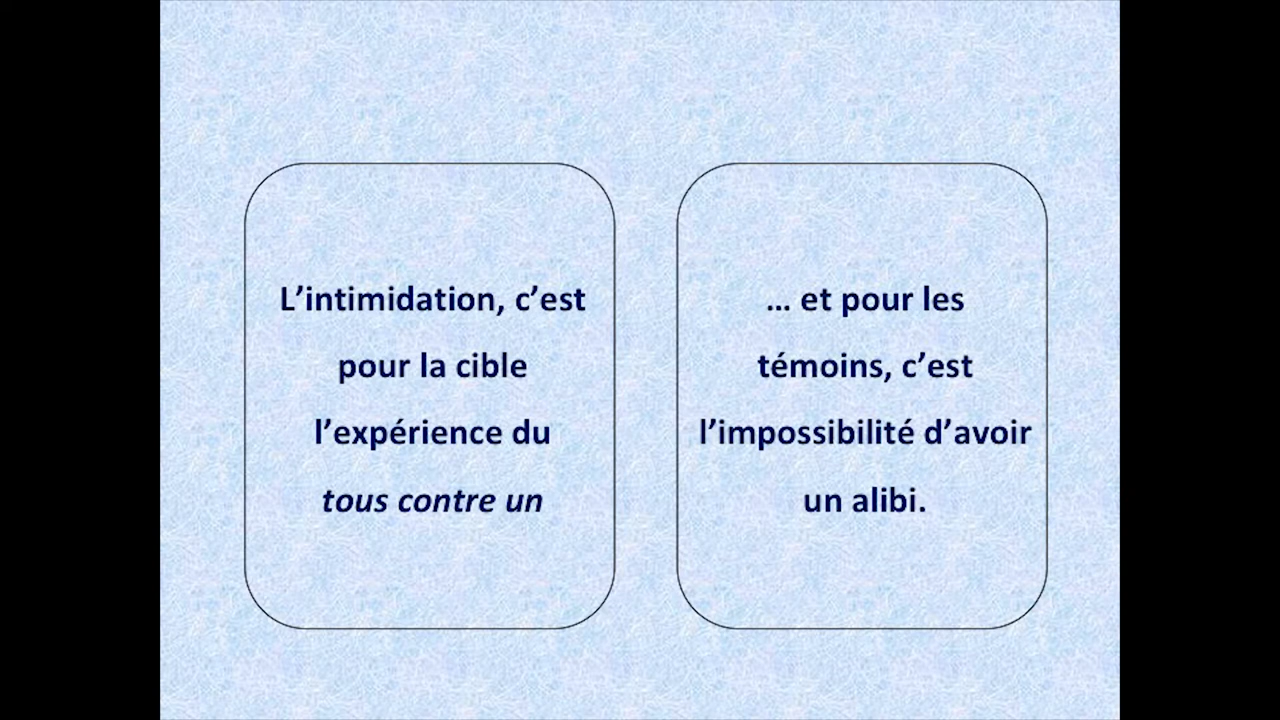 L’intimidation, c’est
pour la cible
l’expérience du
tous contre un
… et pour les
témoins, c’est
l’impossibilité d’avoir
un alibi.